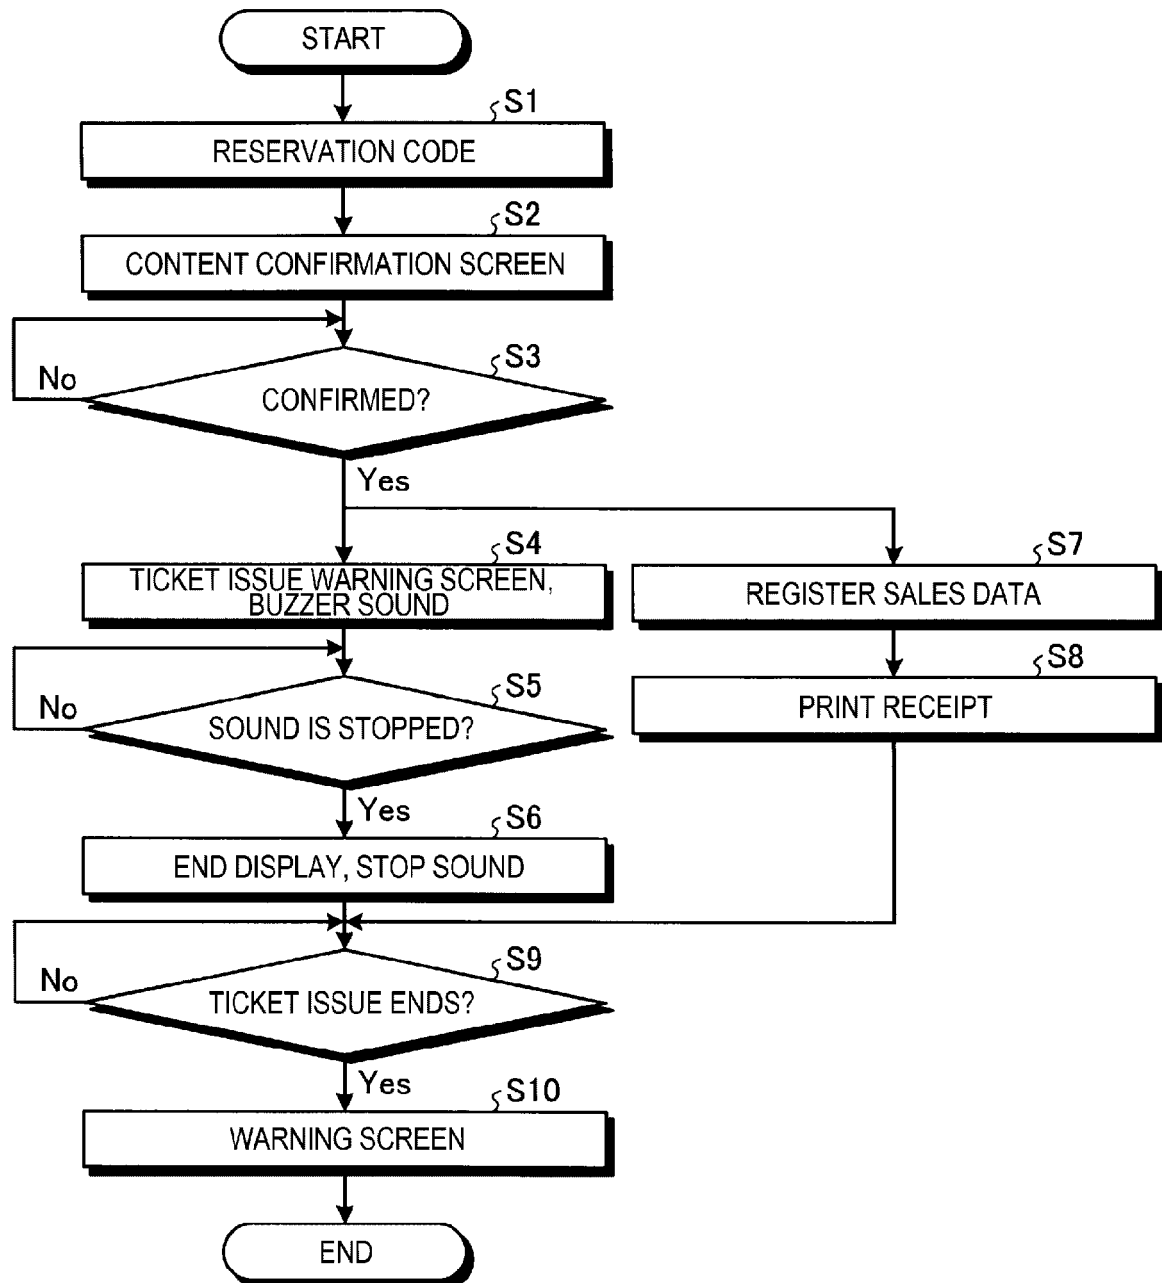 START
S1
RESERVATION CODE
S2
CONTENT CONFIRMATION SCREEN
S3
No
CONFIRMED?
Yes
S4
TICKET ISSUE WARNING SCREEN,
BUZZER SOUND
S7
REGISTER SALES DATA
S5
No
SOUND IS STOPPED?
S8
PRINT RECEIPT
Yes
S6
END DISPLAY, STOP SOUND
S9
No
TICKET ISSUE ENDS?
Yes
S10
WARNING SCREEN
END